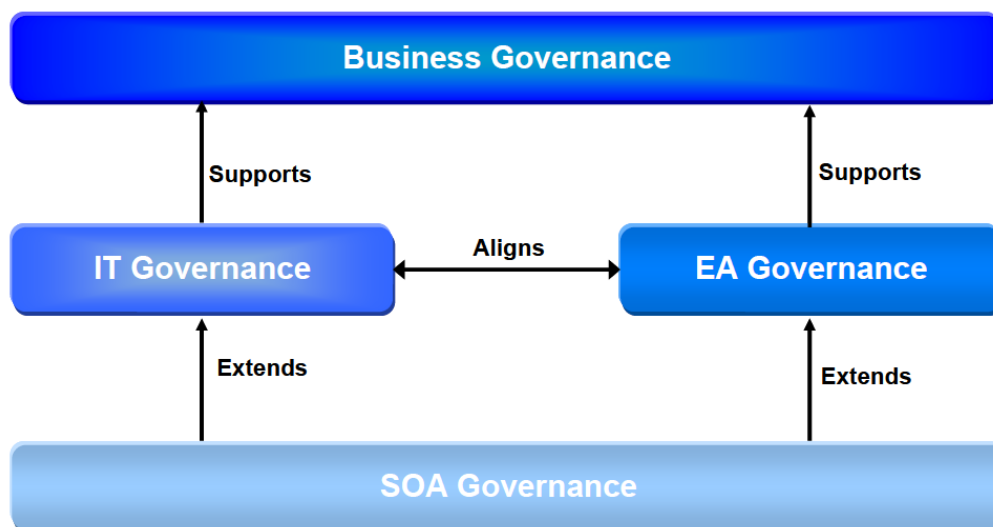 Business Governance
Supports
Supports
IT Governance
Aligns
EA Governance
Extends
Extends
SOA Governance